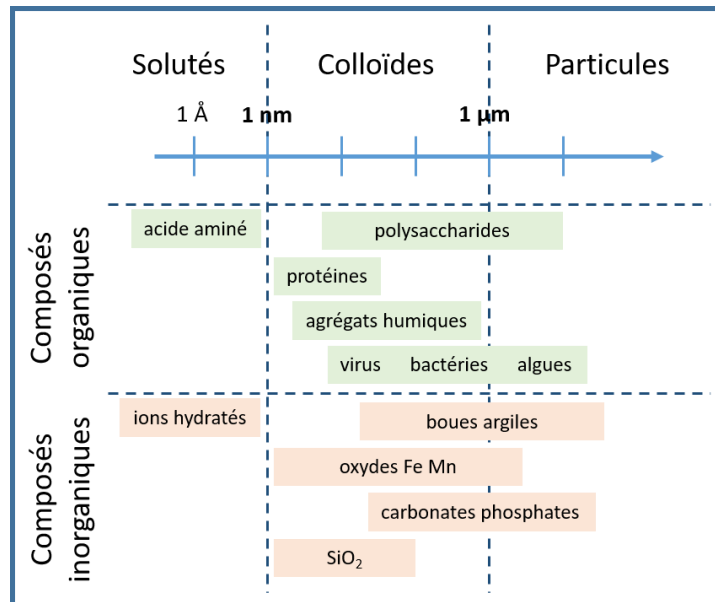 Solutés Colloïdes Particules
1 Å 1 nm 1 µm
Composés
organiques
acide aminé polysaccharides
protéines
agrégats humiques
virus bactéries algues
Composés
inorganiques
ions hydratés boues argiles
oxydes Fe Mn
carbonates phosphates
SiO₂